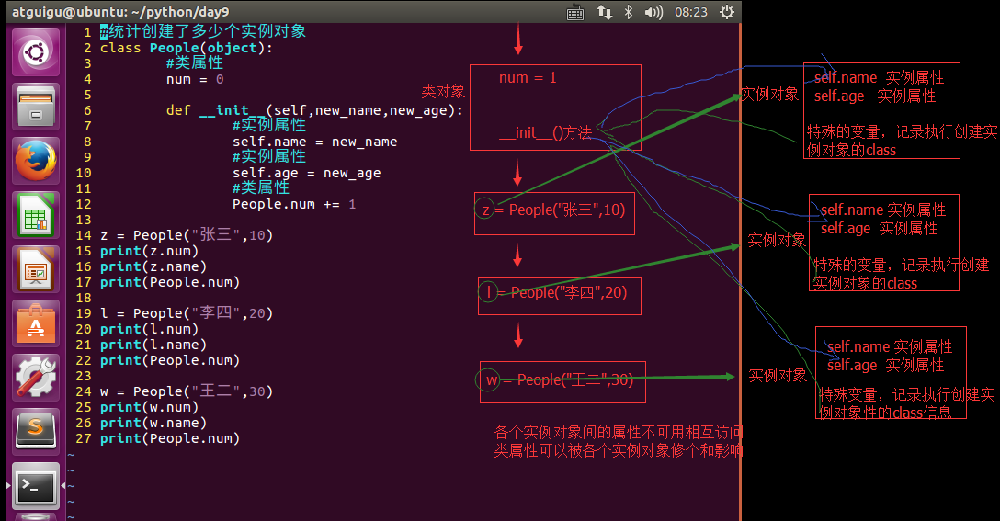 atguigu@ubuntu: ~/python/day9
08:23
1 #统计创建了多少个实例对象
2 class People(object):
3 #类属性
4 num = 0
5
6 def __init__(self,new_name,new_age):
7 #实例属性
8 self.name = new_name
9 #实例属性
10 self.age = new_age
11 #类属性
12 People.num += 1
13
14 z = People("张三",10)
15 print(z.num)
16 print(z.name)
17 print(People.num)
18
19 l = People("李四",20)
20 print(l.num)
21 print(l.name)
22 print(People.num)
23
24 w = People("王二",30)
25 print(w.num)
26 print(w.name)
27 print(People.num)
~
~
~
~
~
类对象
num = 1
__init__()方法
z = People("张三",10)
l = People("李四",20)
w = People("王二",30)
各个实例对象间的属性不可用相互访问
类属性可以被各个实例对象修个和影响
实例对象
self.name 实例属性
self.age 实例属性
特殊的变量，记录执行创建实
例对象的class
实例对象
self.name 实例属性
self.age 实例属性
特殊的变量，记录执行创建
实例对象的class
实例对象
self.name 实例属性
self.age 实例属性
特殊变量，记录执行创建实
例对象性的class信息